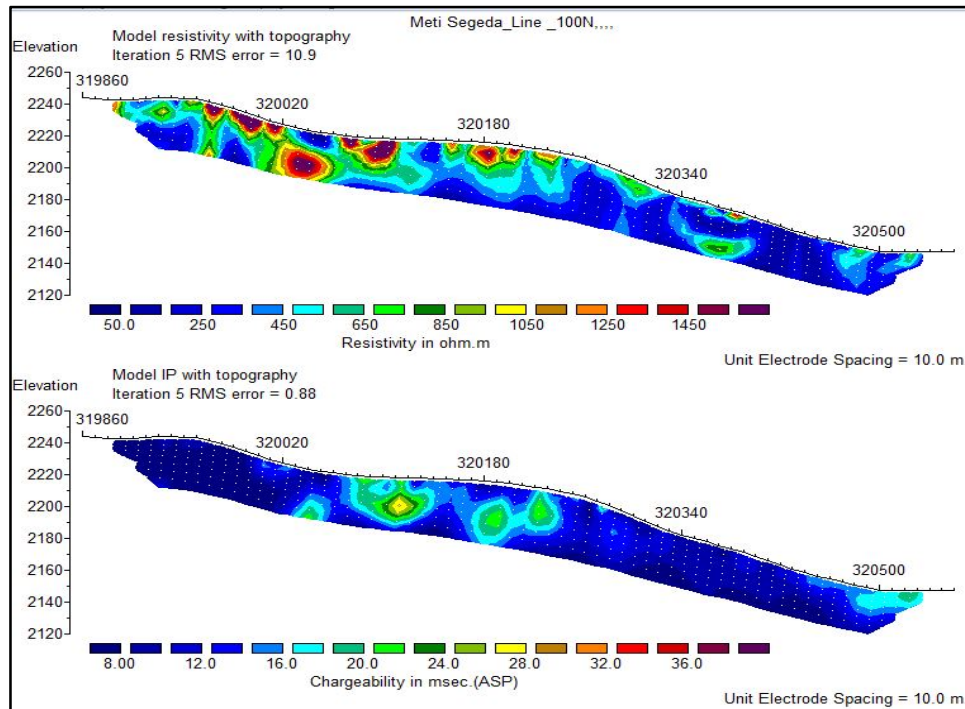 Meti Segeda_Line _100N,,,,
Model resistivity with topography
Elevation
Iteration 5 RMS error = 10.9
2260
319860
2240
320020
2220
320180
2200
320340
2180
2160
320500
2140
2120
50.0 250 450 650 850 1050 1250 1450
Resistivity in ohm.m
Unit Electrode Spacing = 10.0 m
Model IP with topography
Elevation
Iteration 5 RMS error = 0.88
2260
319860
2240
320020
2220
320180
2200
320340
2180
2160
320500
2140
2120
8.00 12.0 16.0 20.0 24.0 28.0 32.0 36.0
Chargeability in msec.(ASP)
Unit Electrode Spacing = 10.0 m